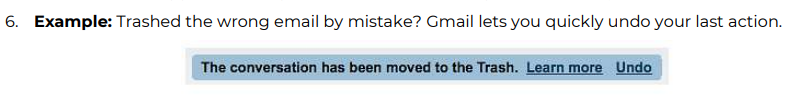 6. Example: Trashed the wrong email by mistake? Gmail lets you quickly undo your last action.
The conversation has been moved to the Trash. Learn more Undo